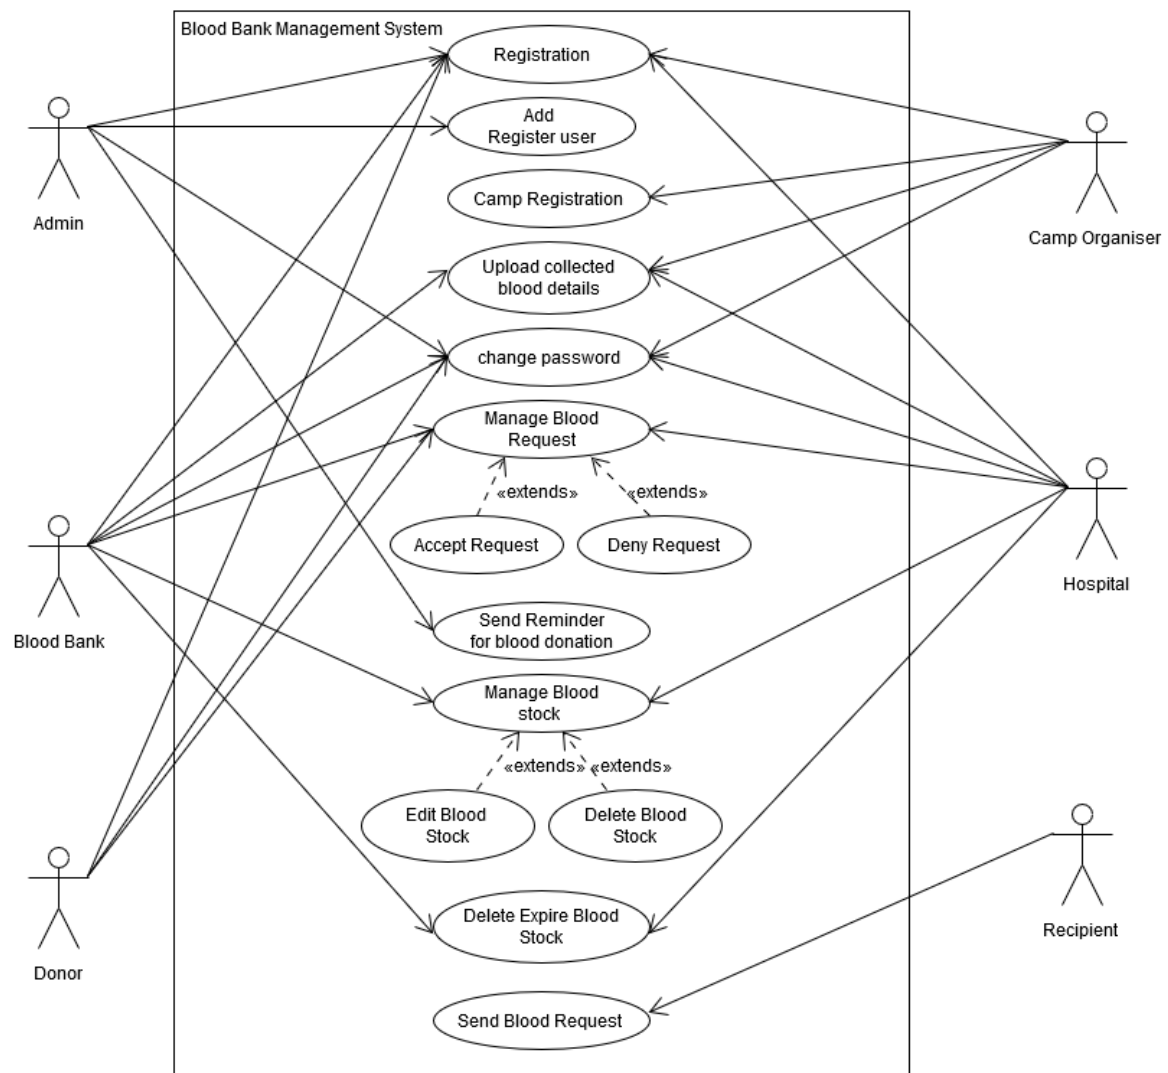 Blood Bank Management System
Registration
Add
Register user
Admin
Camp Registration
Camp Organiser
Upload collected
blood details
change password
Manage Blood
Request
«extends»
«extends»
Accept Request
Deny Request
Blood Bank
Hospital
Send Reminder
for blood donation
Manage Blood
stock
«extends»
«extends»
Edit Blood
Stock
Delete Blood
Stock
Delete Expire Blood
Stock
Donor
Recipient
Send Blood Request